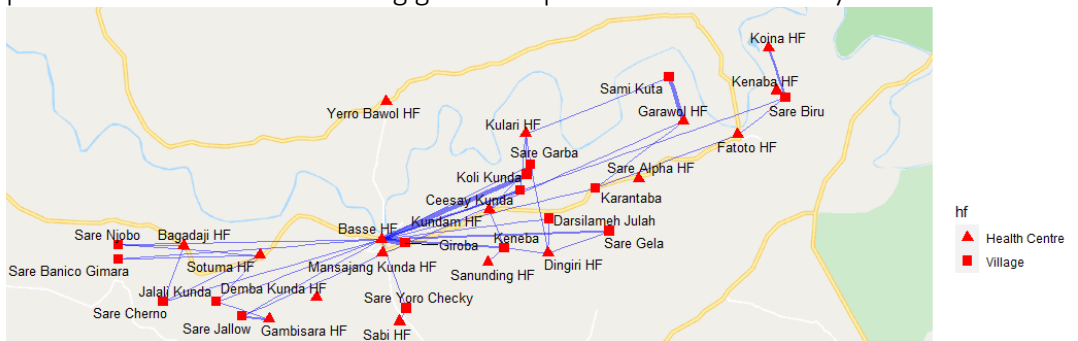 Koina HF
Kenaba HF
Sami Kuta
Sare Biru
Garawol HF
Yerro Bawol HF
Kulari HF
Fatoto HF
Sare Garba
Sare Alpha HF
Koli Kunda
Ceesay Kunda
Karantaba
hf
Kundam HF
Darsilameh Julah
Basse HF
Sare Njobo
Bagadaji HF
Giroba
Keneba
Sare Gela
Health Centre
Sotuma HF
Mansajang Kunda HF
Dingiri HF
Village
Sare Banico Gimara
Sanunding HF
Jalali Kunda
Demba Kunda HF
Sare Yoro Checky
Sare Cherno
Sare Jallow
Gambisara HF
Sabi HF